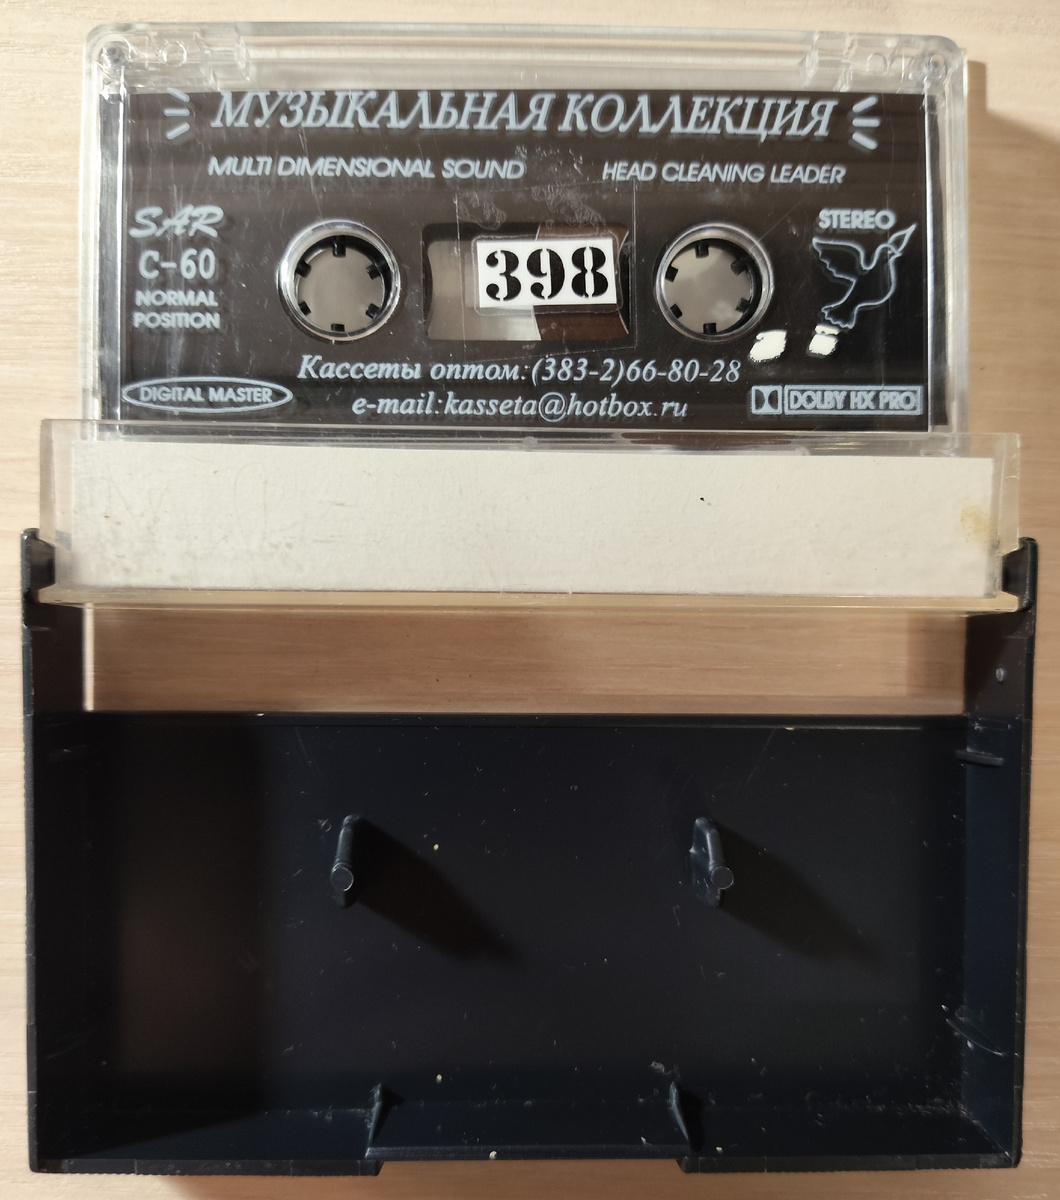 МУЗЫКАЛЬНАЯ КОЛЛЕКЦИЯ
MULTI DIMENSIONAL SOUND HEAD CLEANING LEADER
SAR
C-60
NORMAL
POSITION
398
STEREO
Кассеты оптом:(383-2)66-80-28
DIGITAL MASTER
e-mail:kasseta@hotbox.ru
DOLBY HX PRO